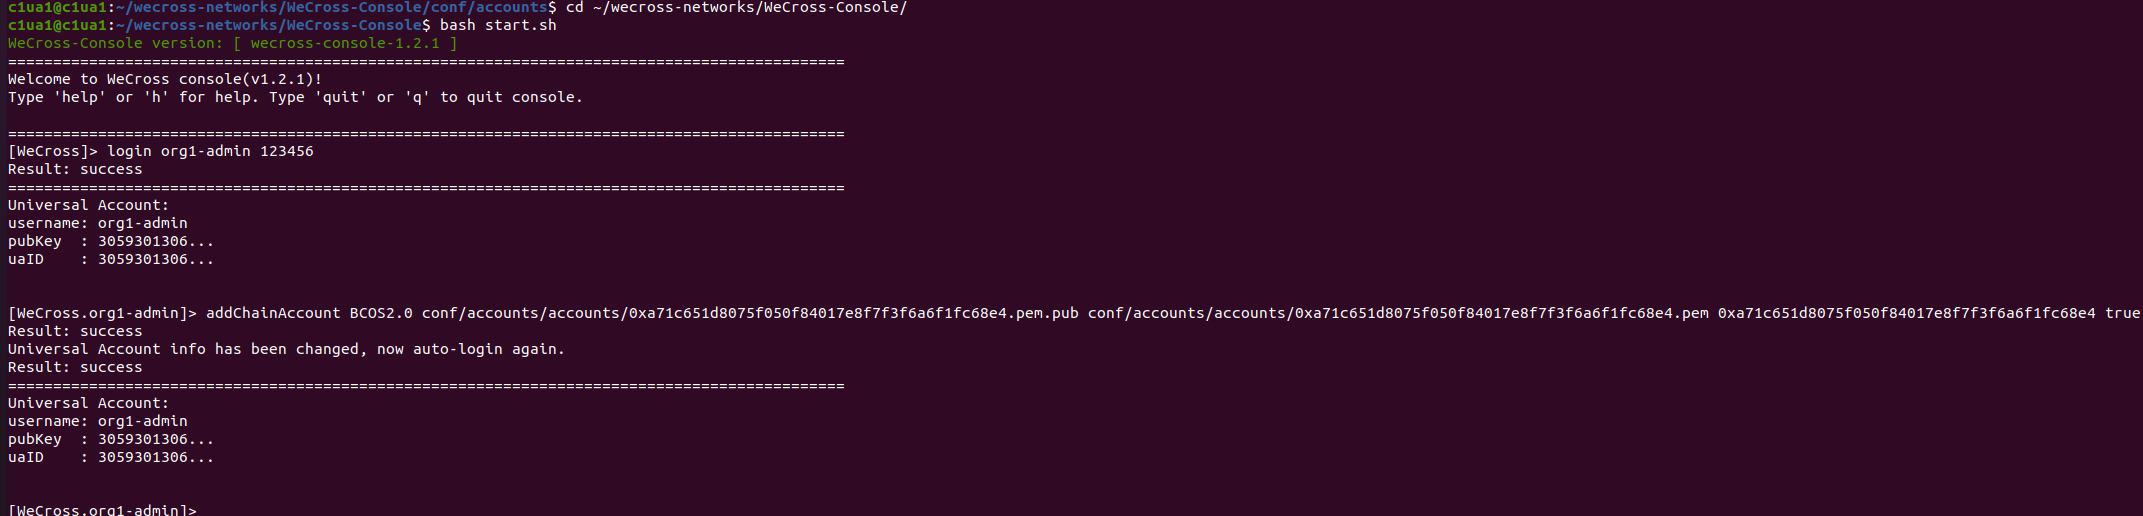 c1ua1@c1ua1:~/wecross-networks/WeCross-Console/conf/accounts$ cd ~/wecross-networks/WeCross-Console/
c1ua1@c1ua1:~/wecross-networks/WeCross-Console$ bash start.sh
WeCross-Console version: [ wecross-console-1.2.1 ]
=============================================================================================
Welcome to WeCross console(v1.2.1)!
Type 'help' or 'h' for help. Type 'quit' or 'q' to quit console.
=============================================================================================
[WeCross]> login org1-admin 123456
Result: success
=============================================================================================
Universal Account:
username: org1-admin
pubKey  : 3059301306...
uaID    : 3059301306...
[WeCross.org1-admin]> addChainAccount BCOS2.0 conf/accounts/accounts/0xa71c651d8075f050f84017e8f7f3f6a6f1fc68e4.pem.pub conf/accounts/accounts/0xa71c651d8075f050f84017e8f7f3f6a6f1fc68e4.pem 0xa71c651d8075f050f84017e8f7f3f6a6f1fc68e4 true
Result: success
Universal Account info has been changed, now auto-login again.
Result: success
=============================================================================================
Universal Account:
username: org1-admin
pubKey  : 3059301306...
uaID    : 3059301306...
[WeCross.org1-admin]>